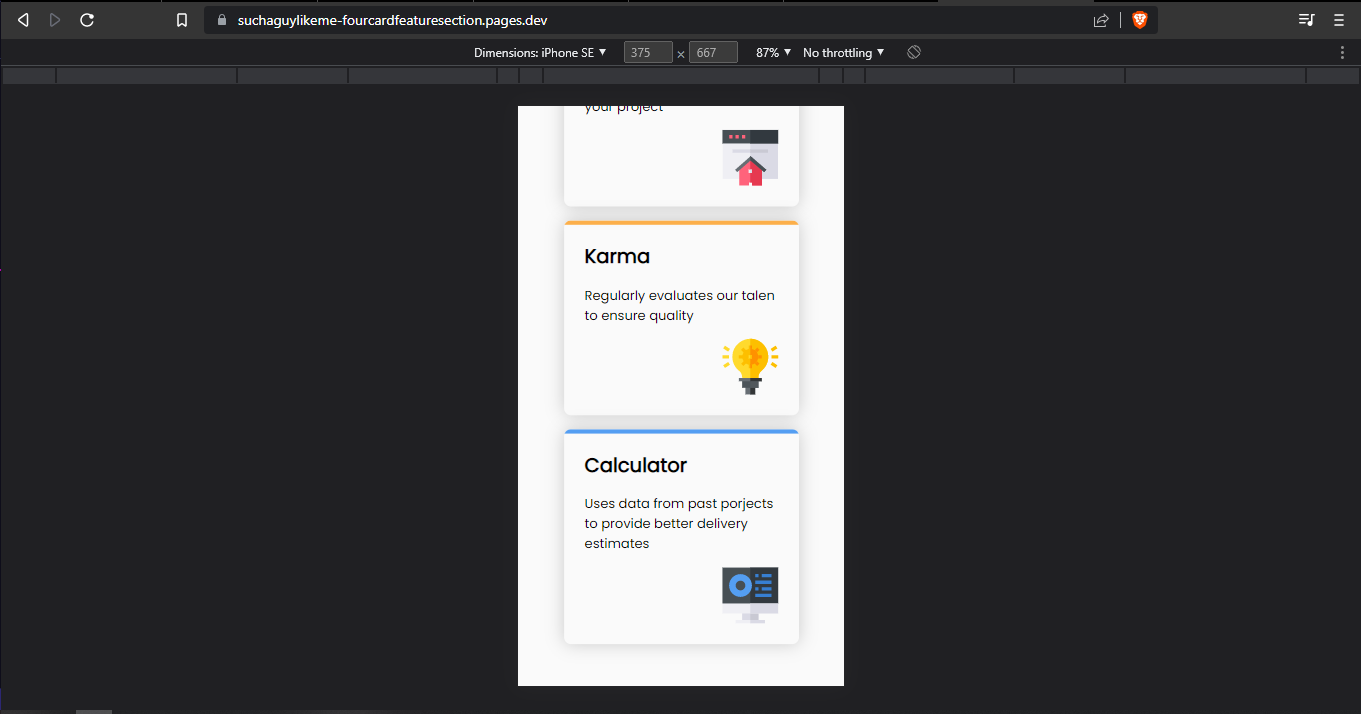 suchaguylikeme-fourcardfeaturesection.pages.dev
Dimensions: iPhone SE ▼ 375 × 667 87% ▼ No throttling ▼
your project
Karma
Regularly evaluates our talen
to ensure quality
Calculator
Uses data from past porjects
to provide better delivery
estimates